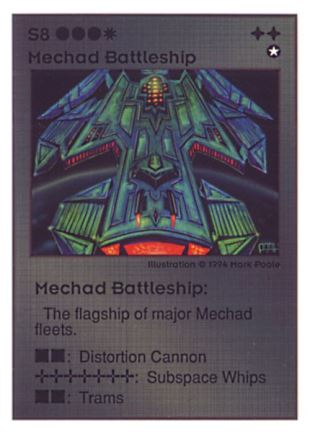 S8
Mechad Battleship
Illustration © 1994 Mark Poole
Mechad Battleship:
The flagship of major Mechad
fleets.
: Distortion Cannon
: Subspace Whips
: Trams